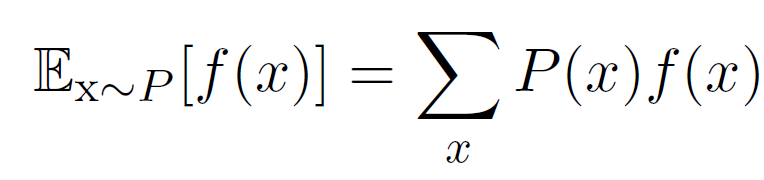 𝔼ₓ∼P[f(x)] = ∑ₓ P(x)f(x)